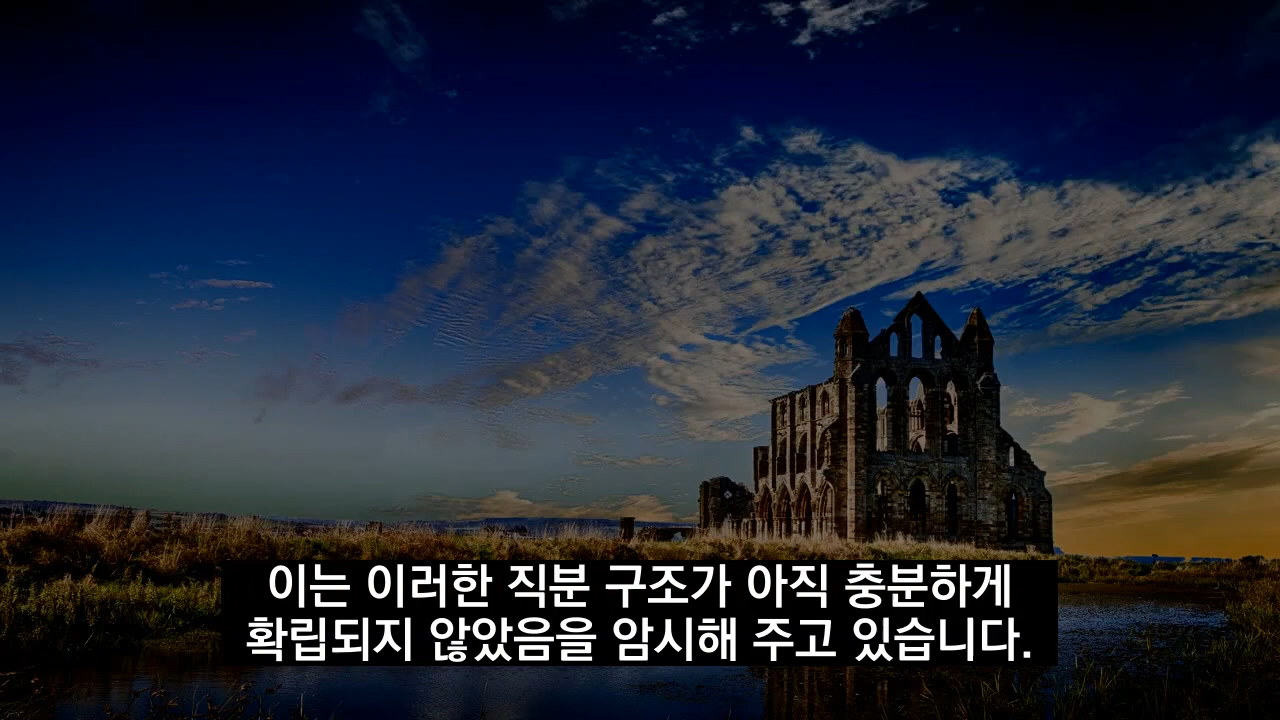 이는 이러한 직분 구조가 아직 충분하게
확립되지 않았음을 암시해 주고 있습니다.